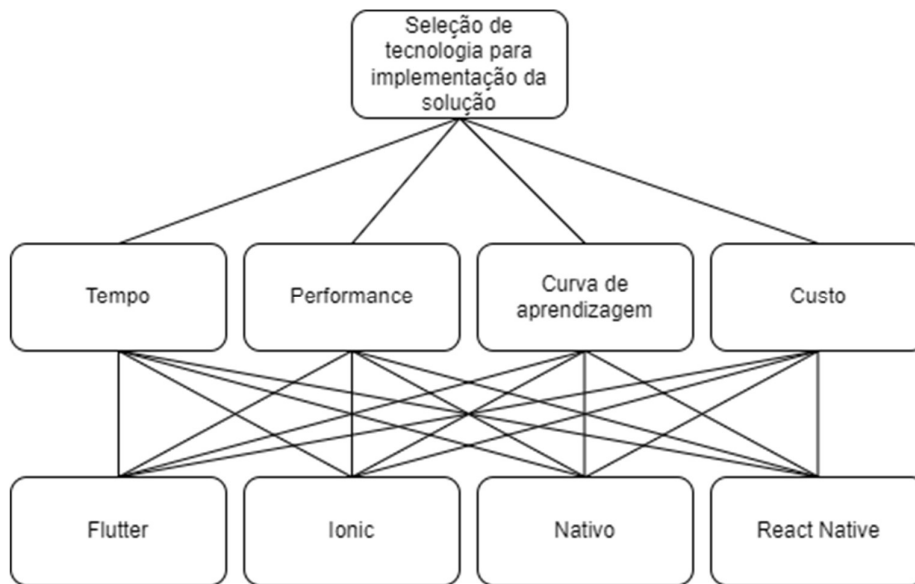 Seleção de
tecnologia para
implementação da
solução
Tempo
Performance
Curva de
aprendizagem
Custo
Flutter
Ionic
Nativo
React Native